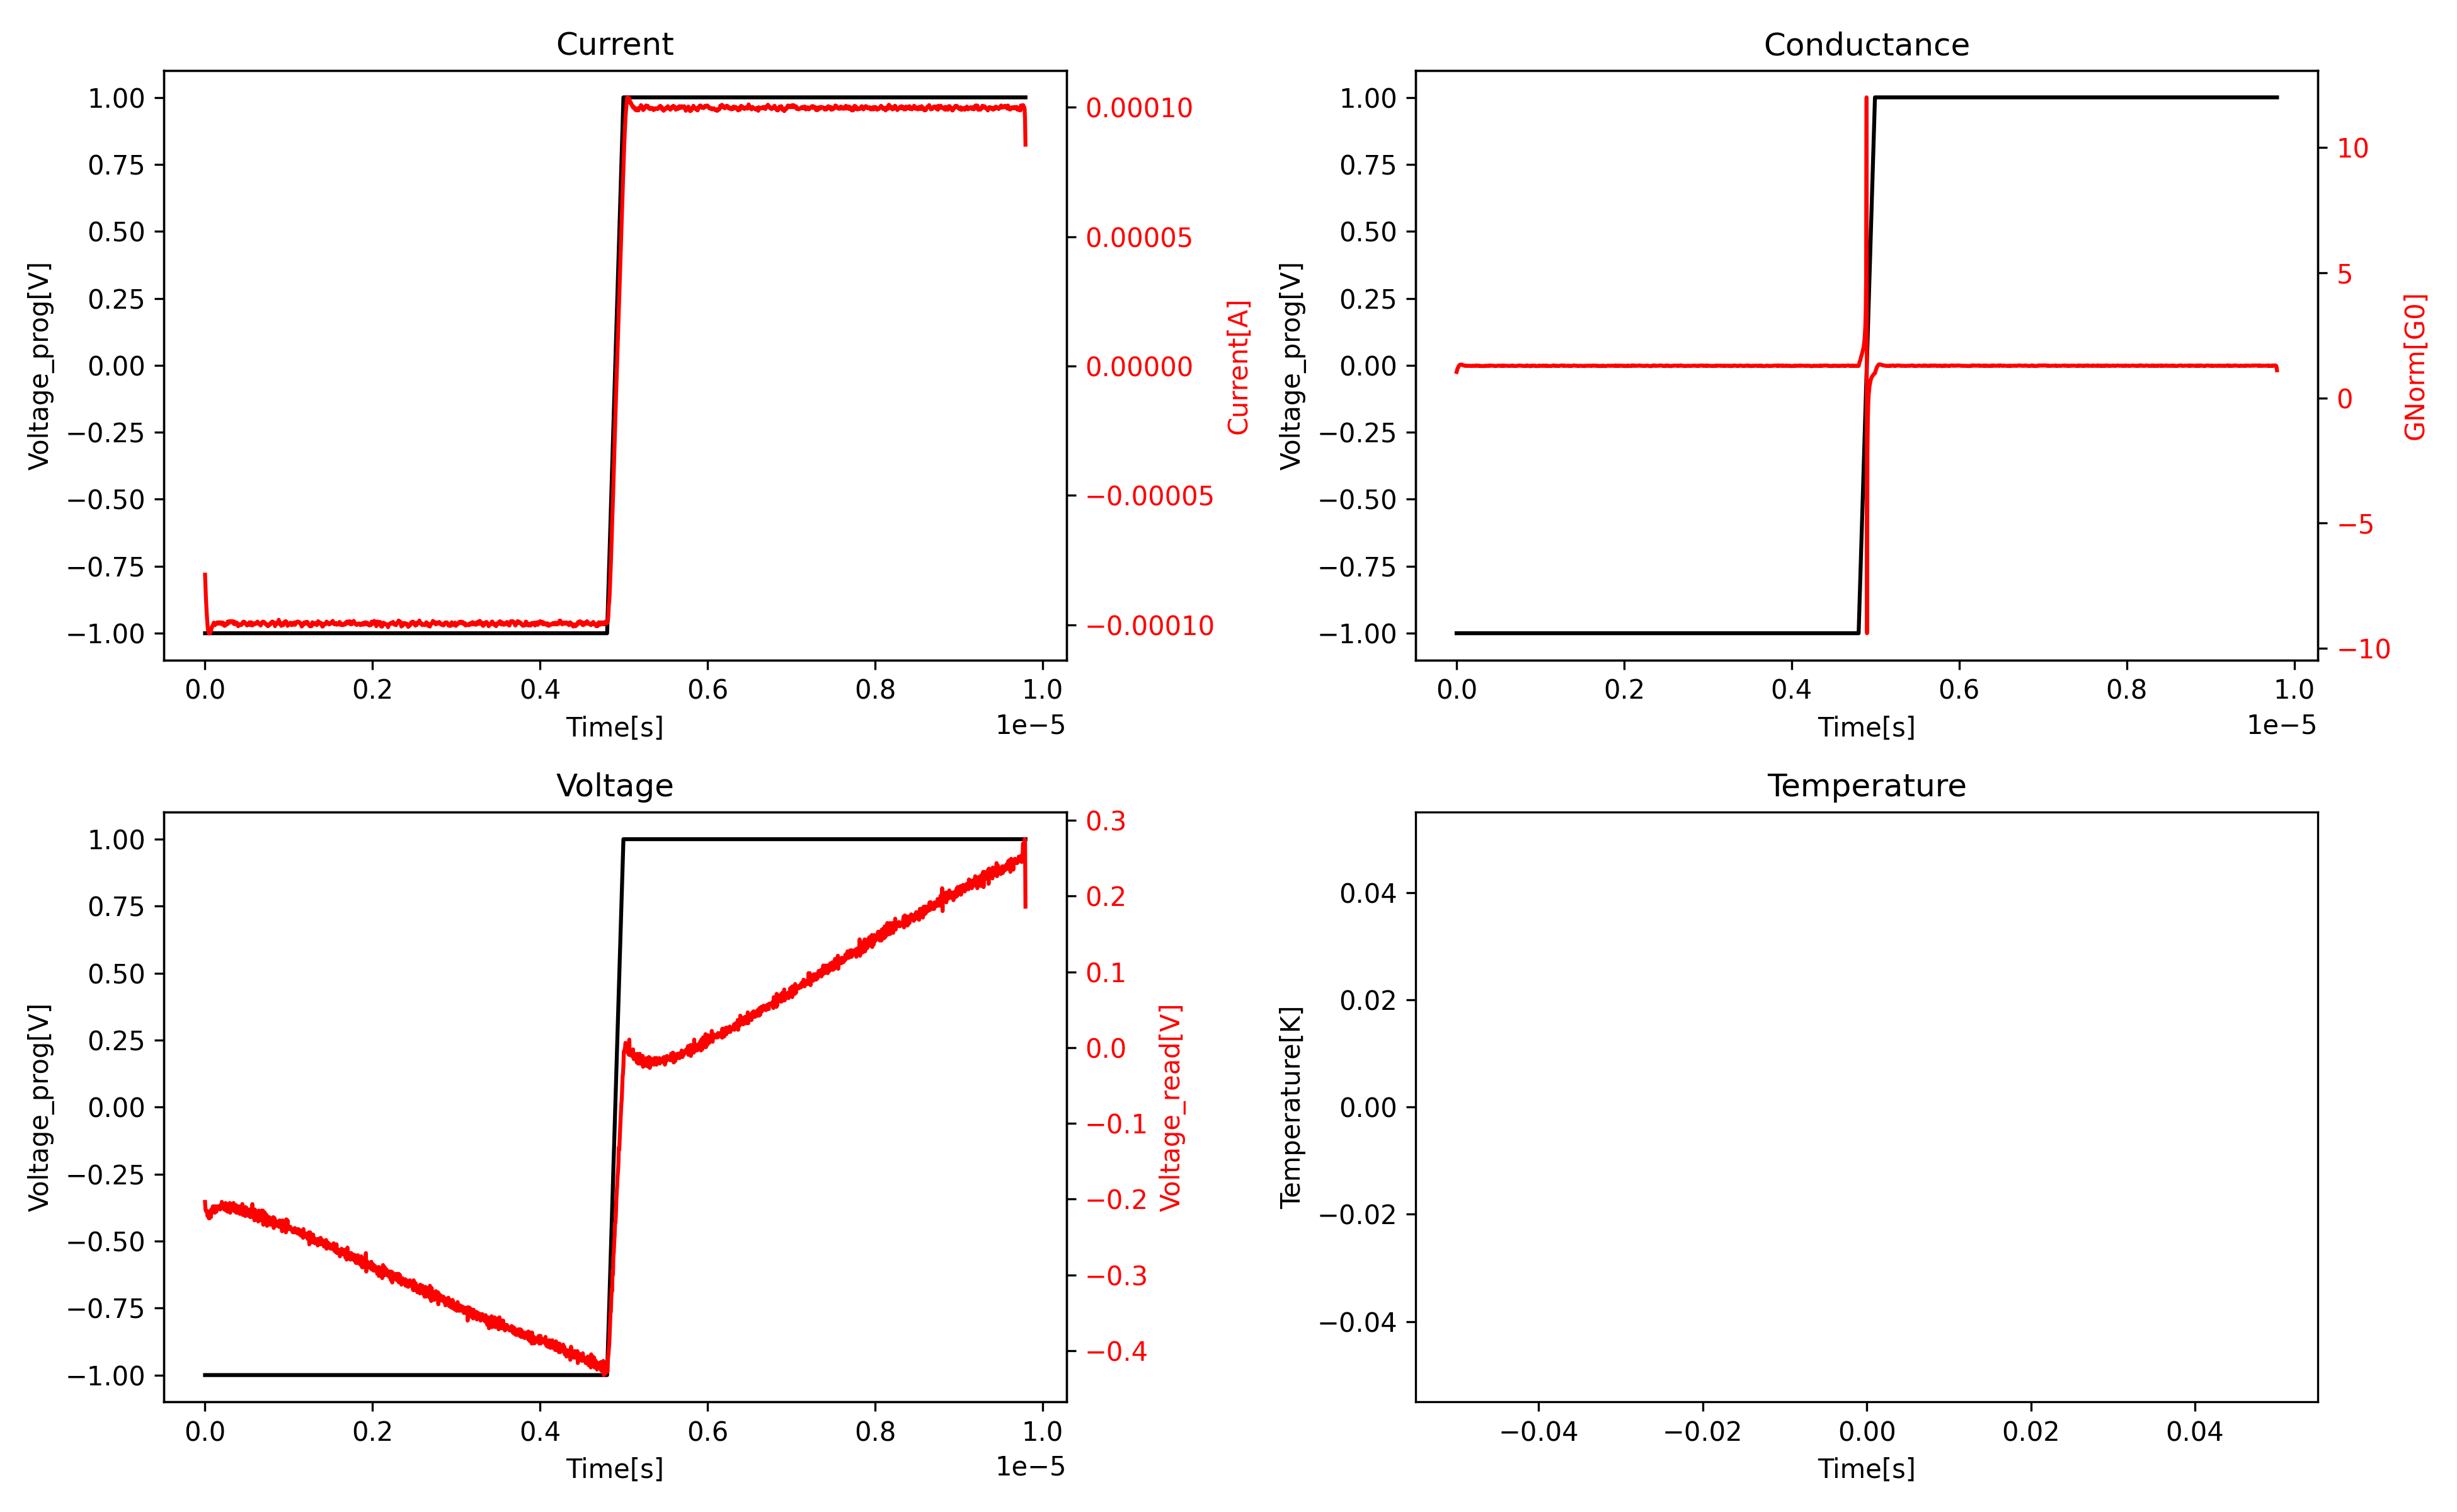 Current
1.00
0.75
0.50
0.25
0.00
−0.25
−0.50
−0.75
−1.00
Voltage_prog[V]
0.00010
0.00005
0.00000
−0.00005
−0.00010
Current[A]
0.0 0.2 0.4 0.6 0.8 1.0
Time[s]
1e−5
Conductance
1.00
0.75
0.50
0.25
0.00
−0.25
−0.50
−0.75
−1.00
Voltage_prog[V]
10
5
0
−5
−10
GNorm[G0]
0.0 0.2 0.4 0.6 0.8 1.0
Time[s]
1e−5
Voltage
1.00
0.75
0.50
0.25
0.00
−0.25
−0.50
−0.75
−1.00
Voltage_prog[V]
0.3
0.2
0.1
0.0
−0.1
−0.2
−0.3
−0.4
Voltage_read[V]
0.0 0.2 0.4 0.6 0.8 1.0
Time[s]
1e−5
Temperature
0.04
0.02
0.00
−0.02
−0.04
Temperature[K]
−0.04 −0.02 0.00 0.02 0.04
Time[s]